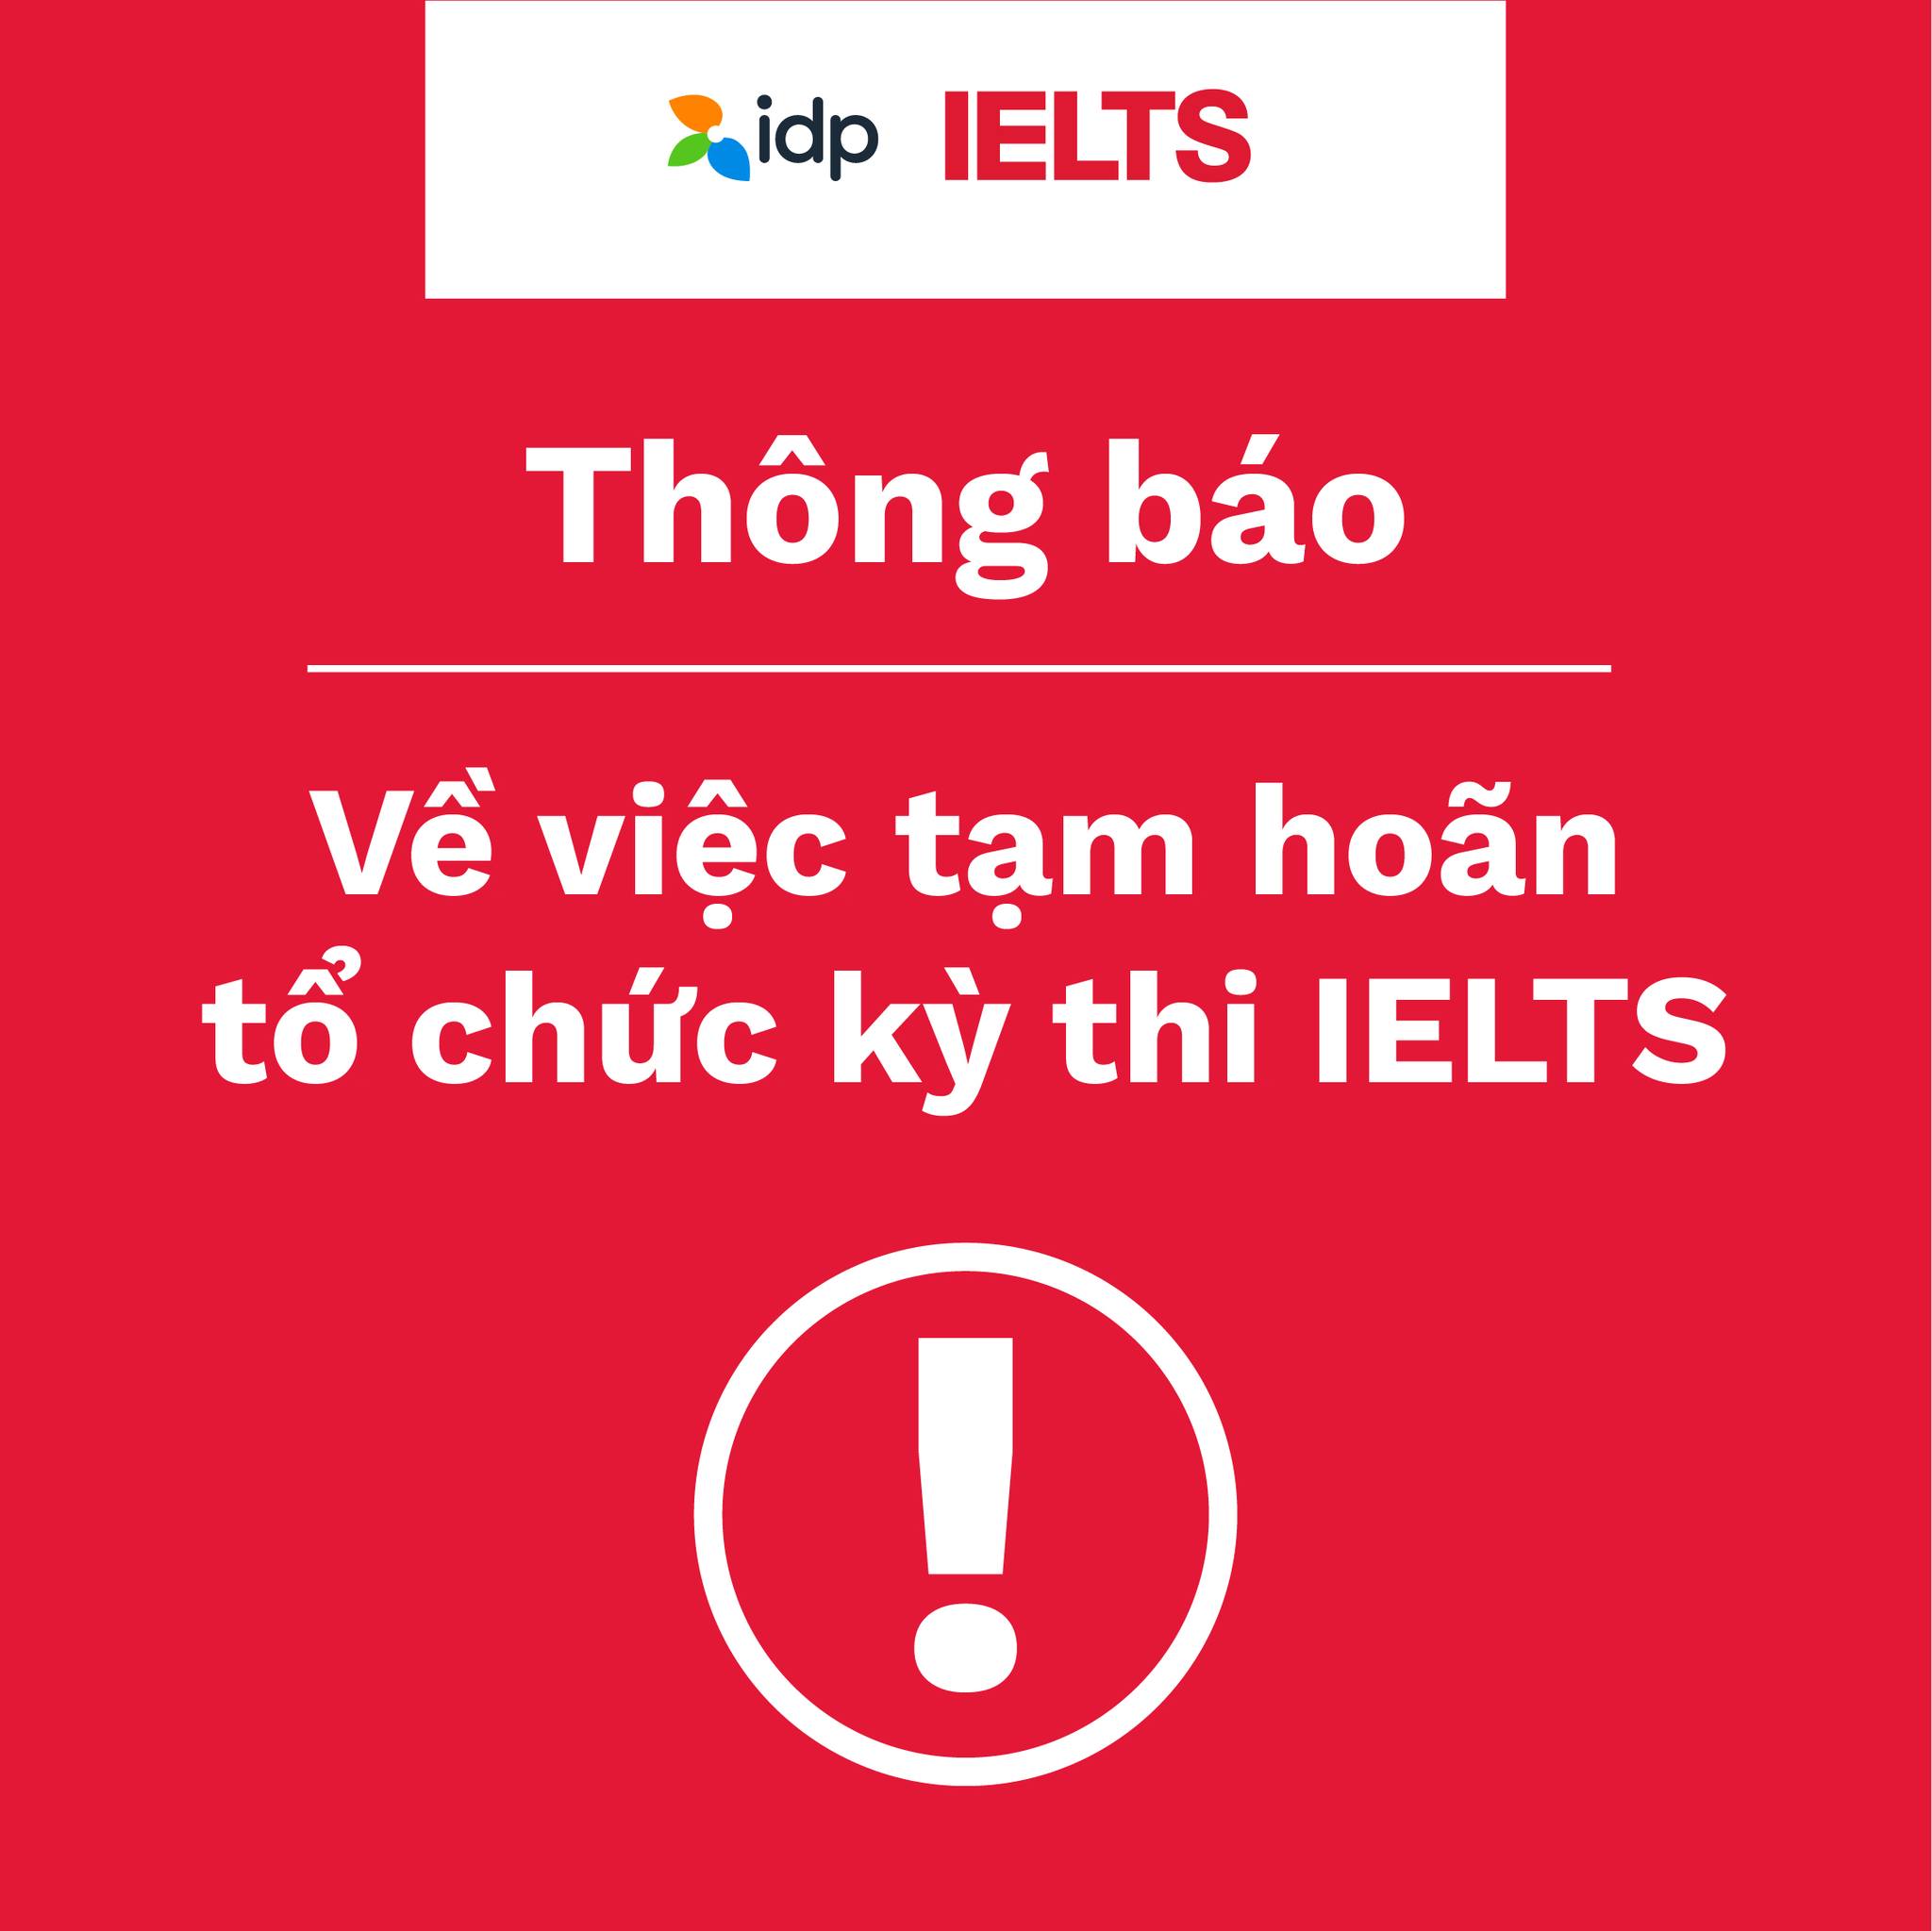 idp IELTS
Thông báo
Về việc tạm hoãn
tổ chức kỳ thi IELTS
!